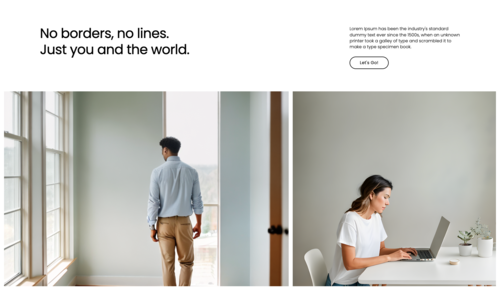 No borders, no lines.
Just you and the world.
Lorem Ipsum has been the industry's standard
dummy text ever since the 1500s, when an unknown
printer took a galley of type and scrambled it to
make a type specimen book.
Let's Go!